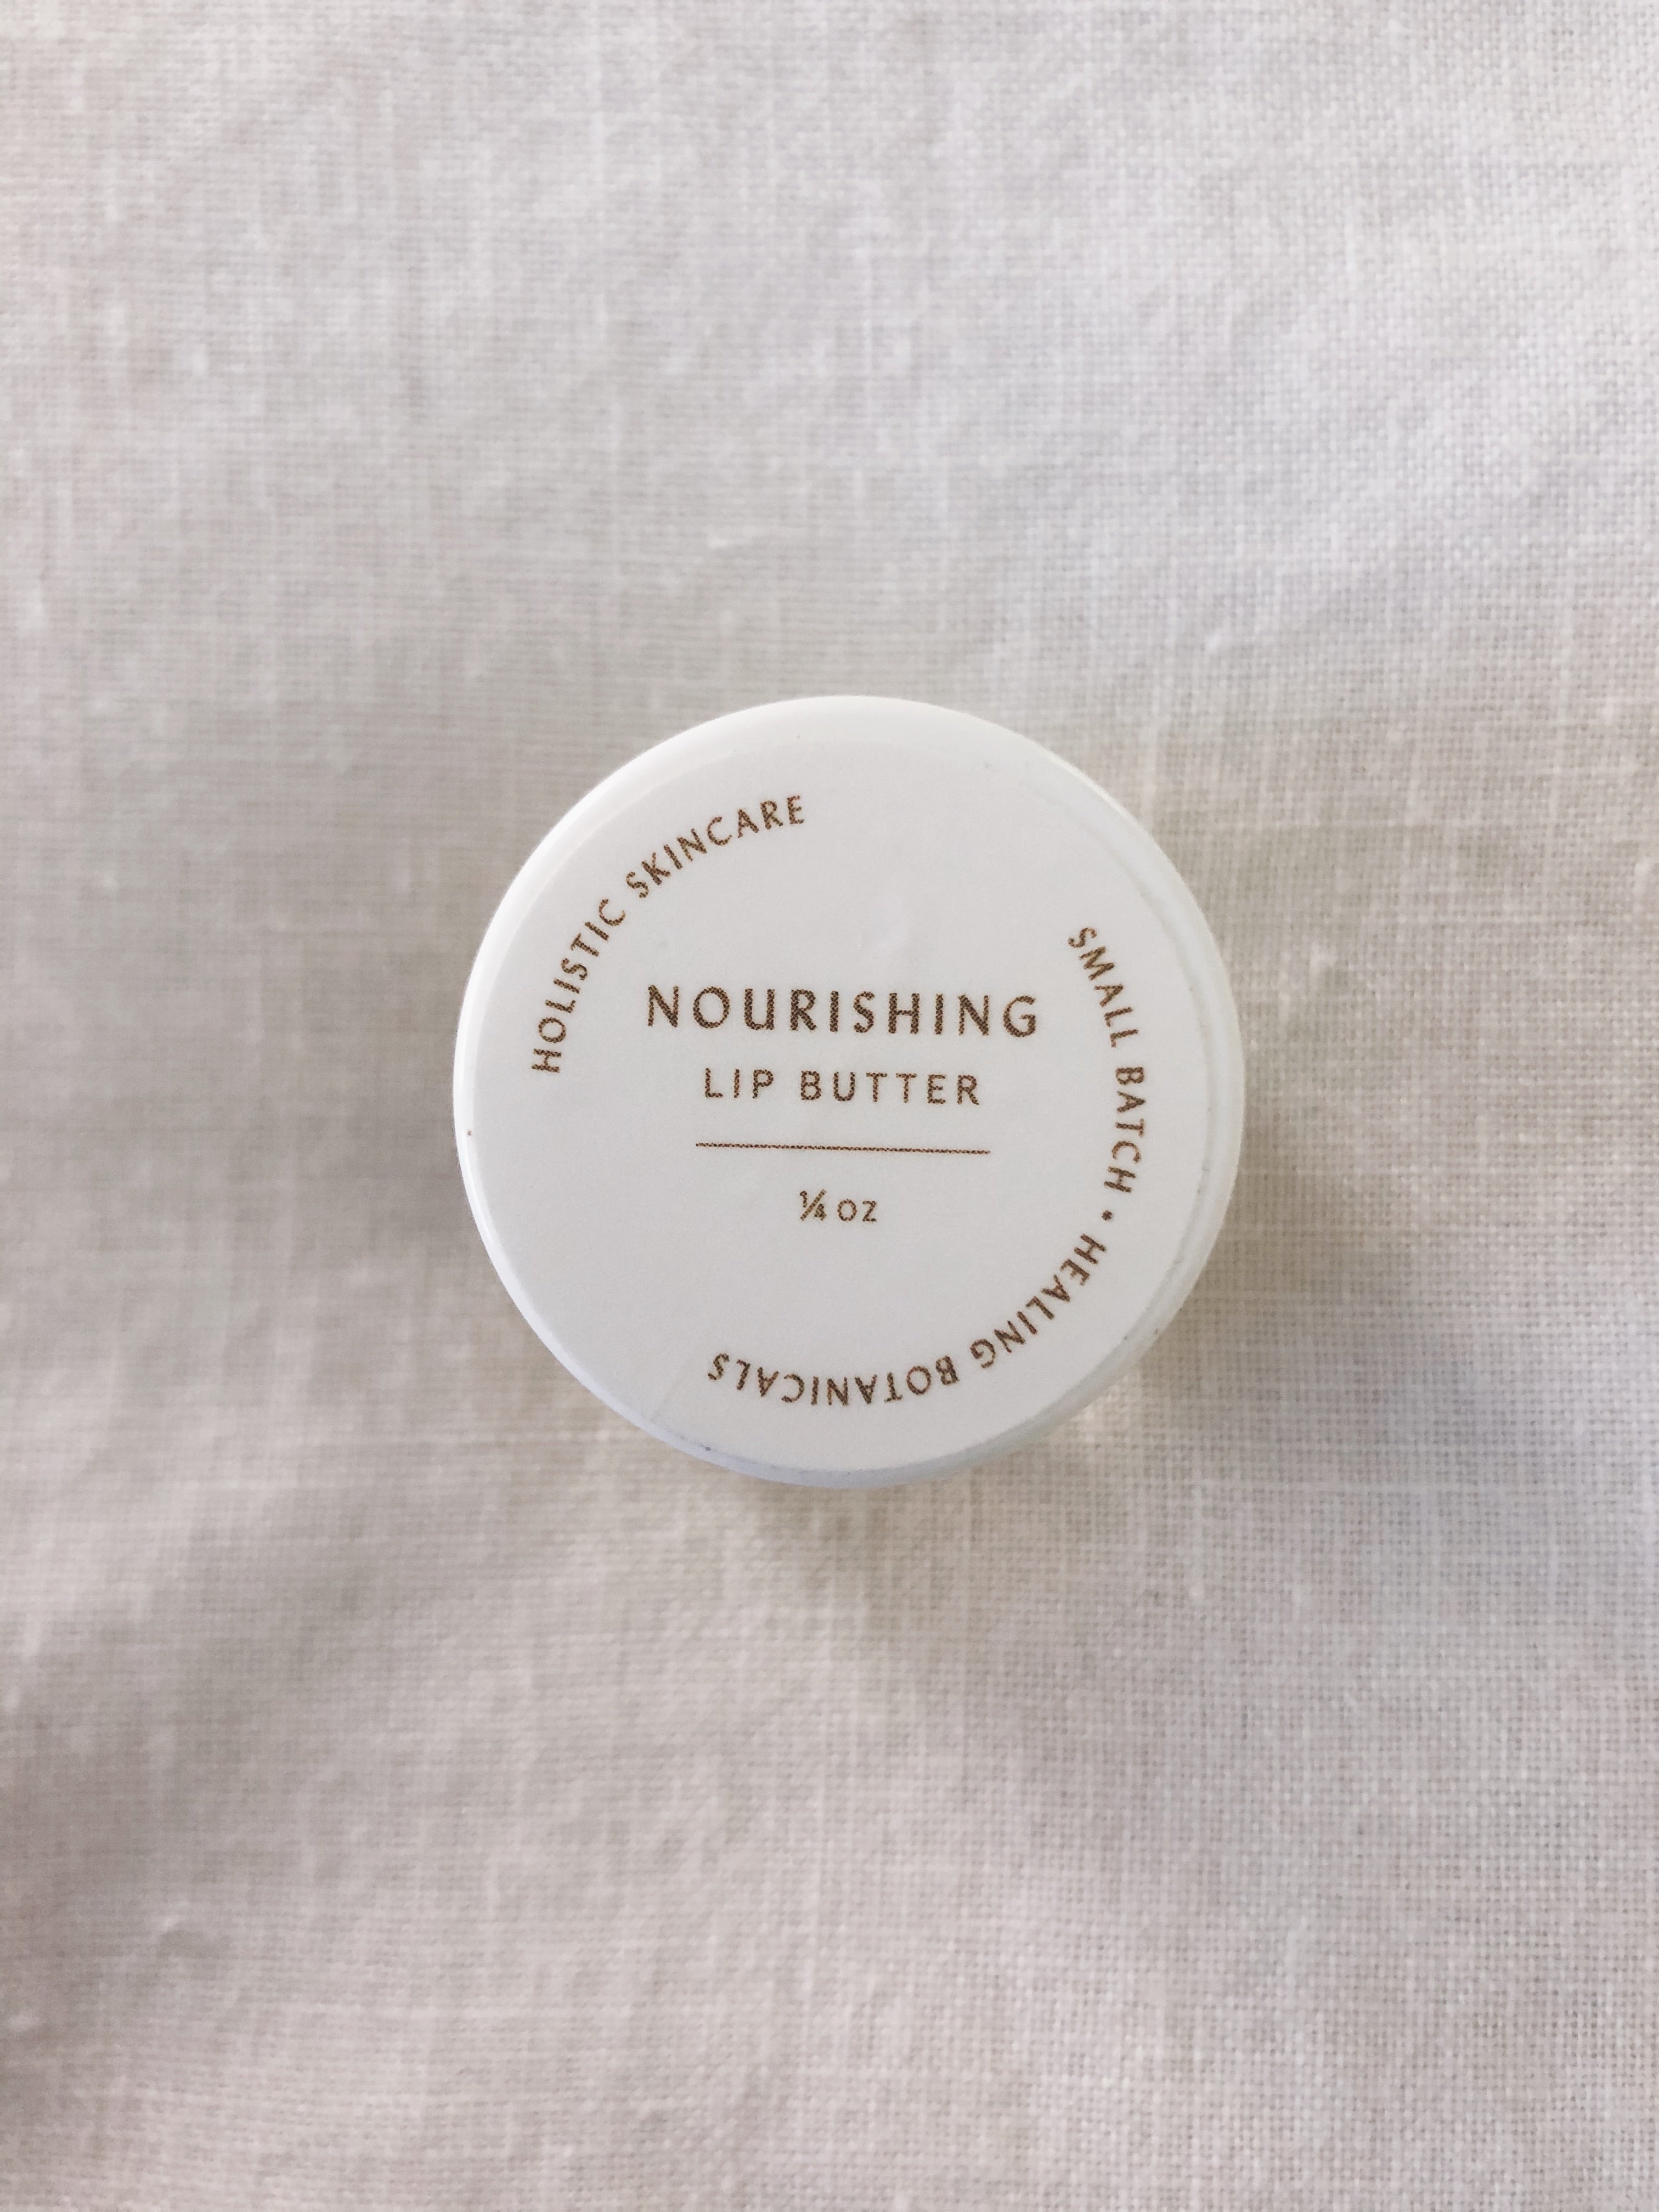 HOLISTIC SKINCARE
NOURISHING
LIP BUTTER
¼ OZ
SMALL BATCH • HEALING BOTANICALS